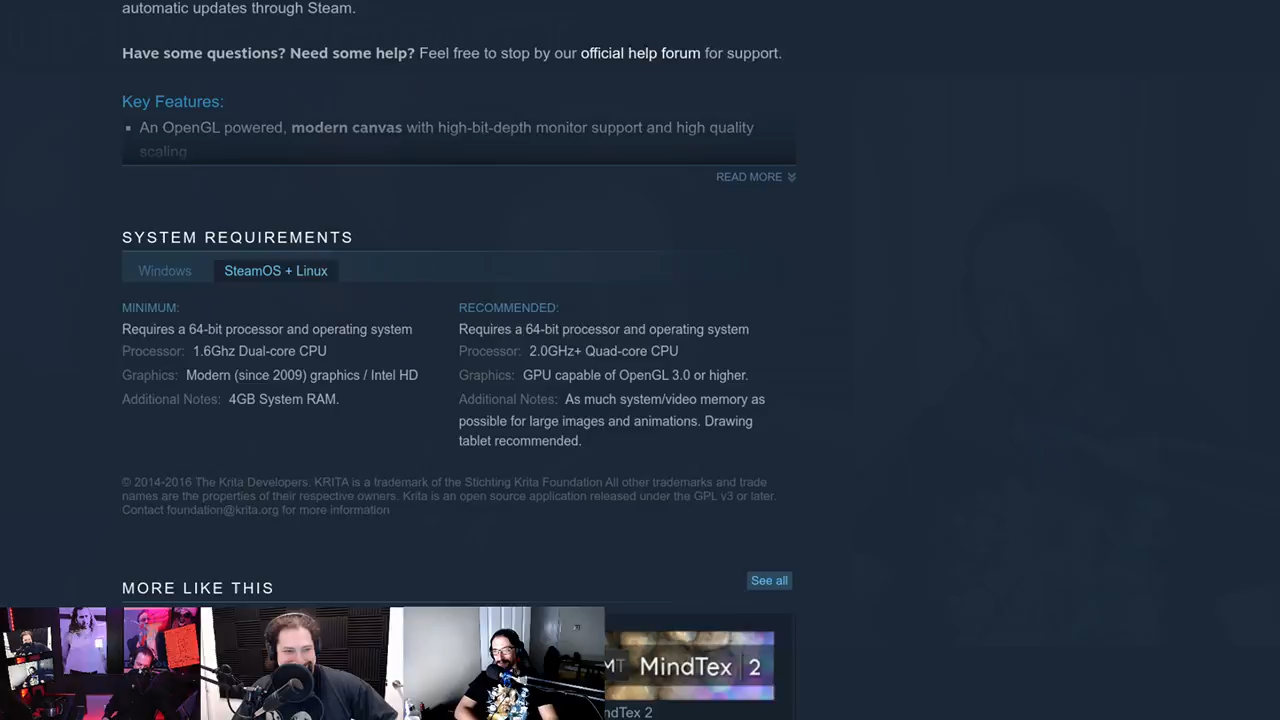 automatic updates through Steam.
Have some questions? Need some help? Feel free to stop by our official help forum for support.
Key Features:
▪ An OpenGL powered, modern canvas with high-bit-depth monitor support and high quality
scaling
READ MORE
SYSTEM REQUIREMENTS
Windows
SteamOS + Linux
MINIMUM:
Requires a 64-bit processor and operating system
Processor: 1.6Ghz Dual-core CPU
Graphics: Modern (since 2009) graphics / Intel HD
Additional Notes: 4GB System RAM.
RECOMMENDED:
Requires a 64-bit processor and operating system
Processor: 2.0GHz+ Quad-core CPU
Graphics: GPU capable of OpenGL 3.0 or higher.
Additional Notes: As much system/video memory as
possible for large images and animations. Drawing
tablet recommended.
© 2014-2016 The Krita Developers. KRITA is a trademark of the Stichting Krita Foundation All other trademarks and trade
names are the properties of their respective owners. Krita is an open source application released under the GPL v3 or later.
Contact foundation@krita.org for more information
MORE LIKE THIS
See all
MT MindTex 2
ndTex 2